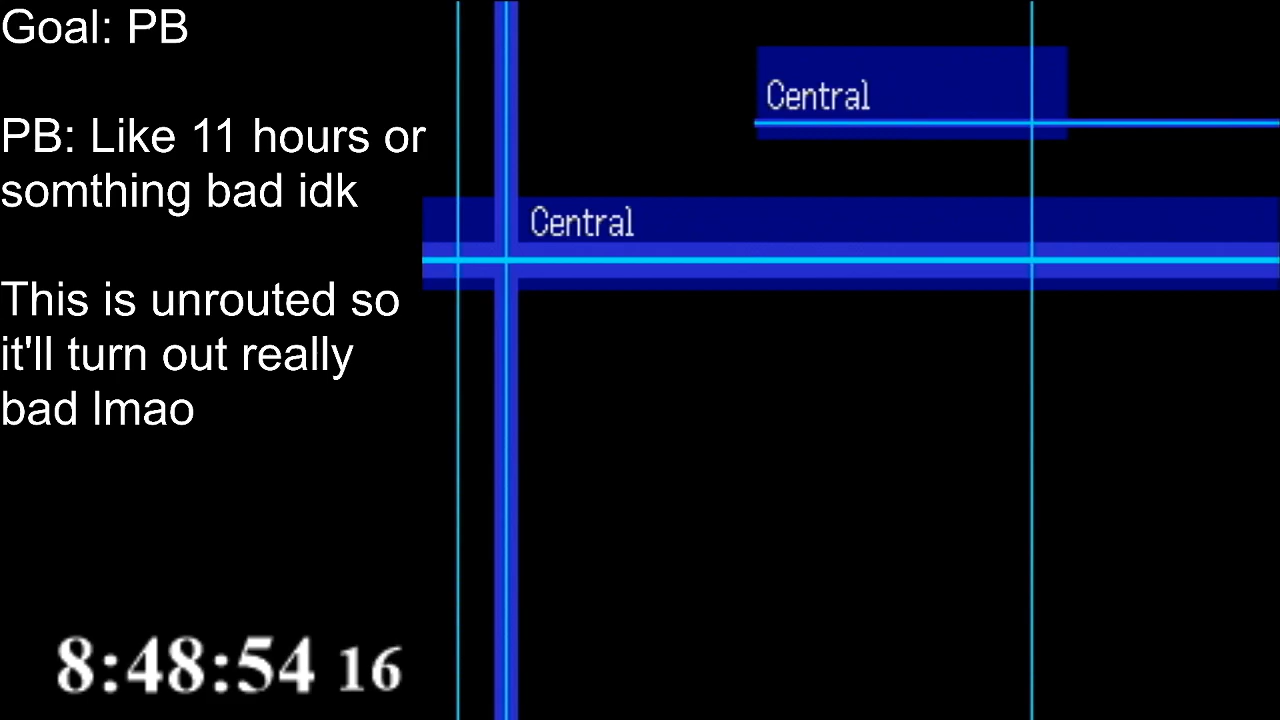 Goal: PB
PB: Like 11 hours or
somthing bad idk
This is unrouted so
it'll turn out really
bad lmao
Central
Central
8:48:54 16